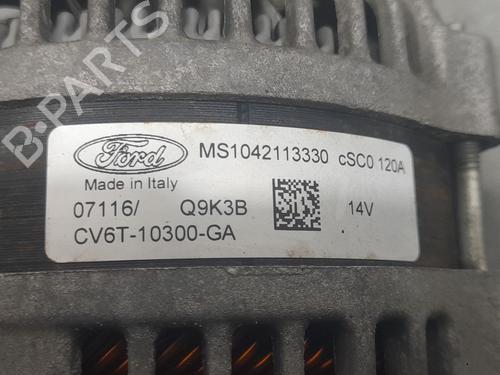 Ford
MS1042113330 cSC0 120A
Made in Italy
07116/ Q9K3B 14V
CV6T-10300-GA
B-PARTS